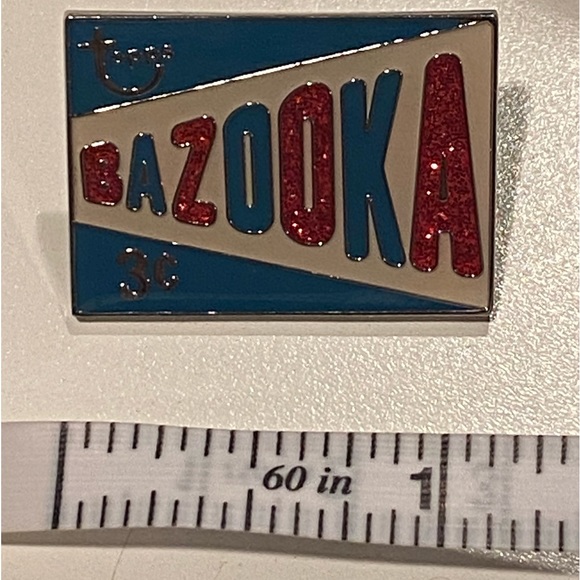 topps
BAZOOKA
3¢
60 in 1